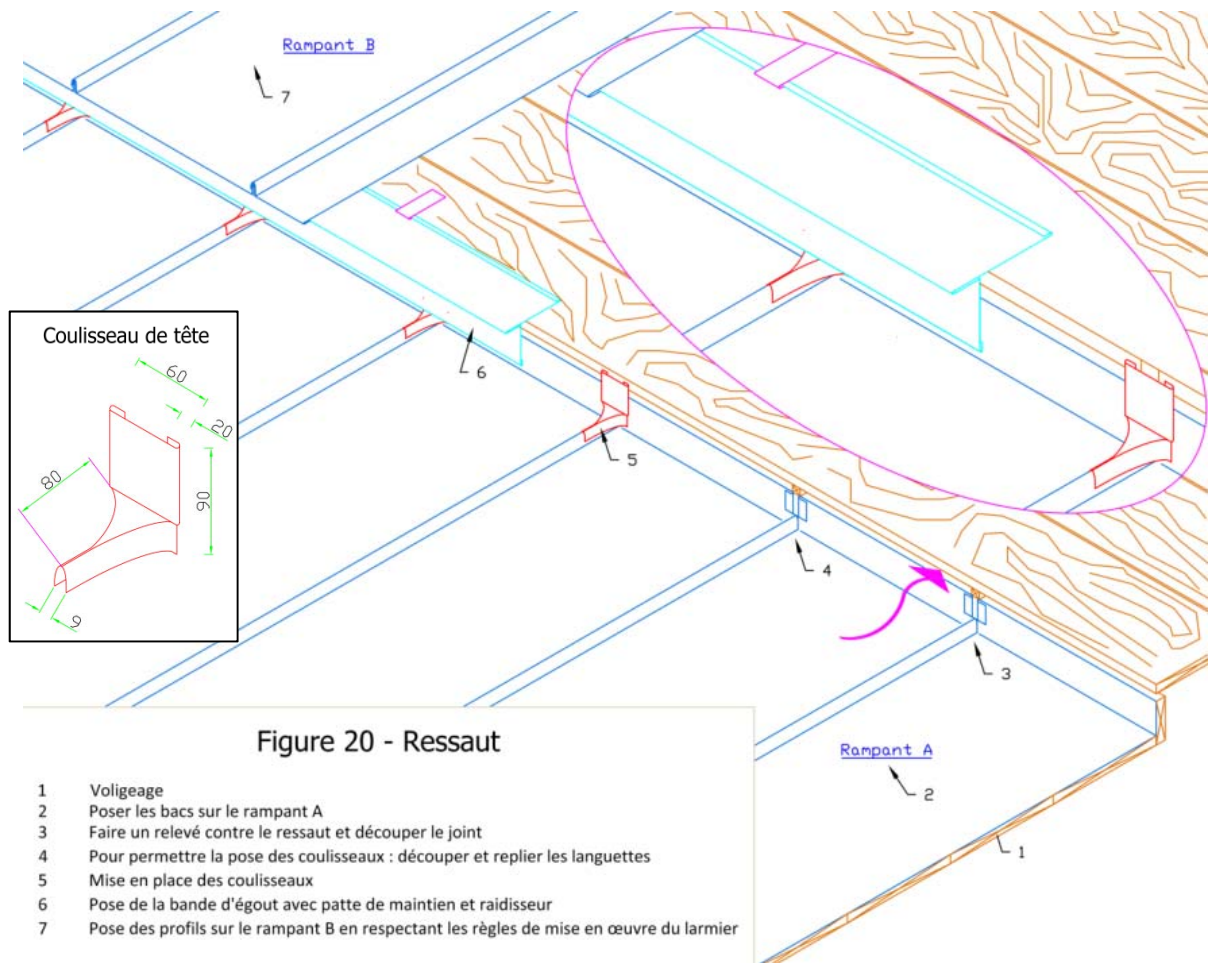 Rampant B
7
Coulisseau de tête
60
20
80
90
9
6
5
4
3
Rampant A
2
1
Figure 20 - Ressaut
1 Voligeage
2 Poser les bacs sur le rampant A
3 Faire un relevé contre le ressaut et découper le joint
4 Pour permettre la pose des coulisseaux : découper et replier les languettes
5 Mise en place des coulisseaux
6 Pose de la bande d'égout avec patte de maintien et raidisseur
7 Pose des profils sur le rampant B en respectant les règles de mise en œuvre du larmier